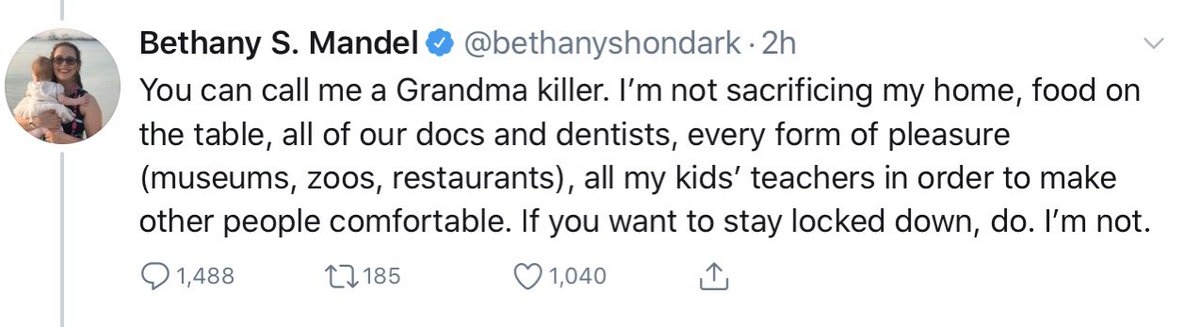 Bethany S. Mandel @bethanyshondark · 2h
You can call me a Grandma killer. I’m not sacrificing my home, food on
the table, all of our docs and dentists, every form of pleasure
(museums, zoos, restaurants), all my kids’ teachers in order to make
other people comfortable. If you want to stay locked down, do. I’m not.
1,488 185 1,040